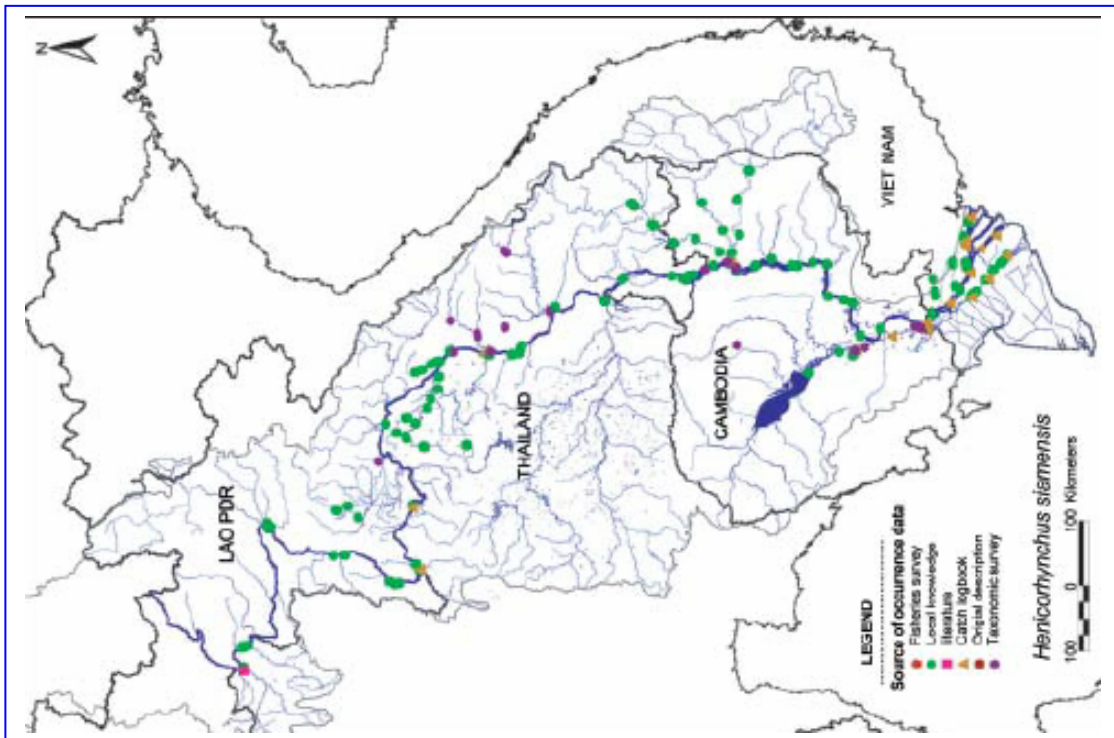 N
LAO PDR
THAILAND
VIET NAM
CAMBODIA
LEGEND
Source of occurrence data
Fisheries survey
Local knowledge
literature
Catch logbook
Orgial description
Taxonomic survey
Henicorhynchus siamensis
100 0 100 Kilometers